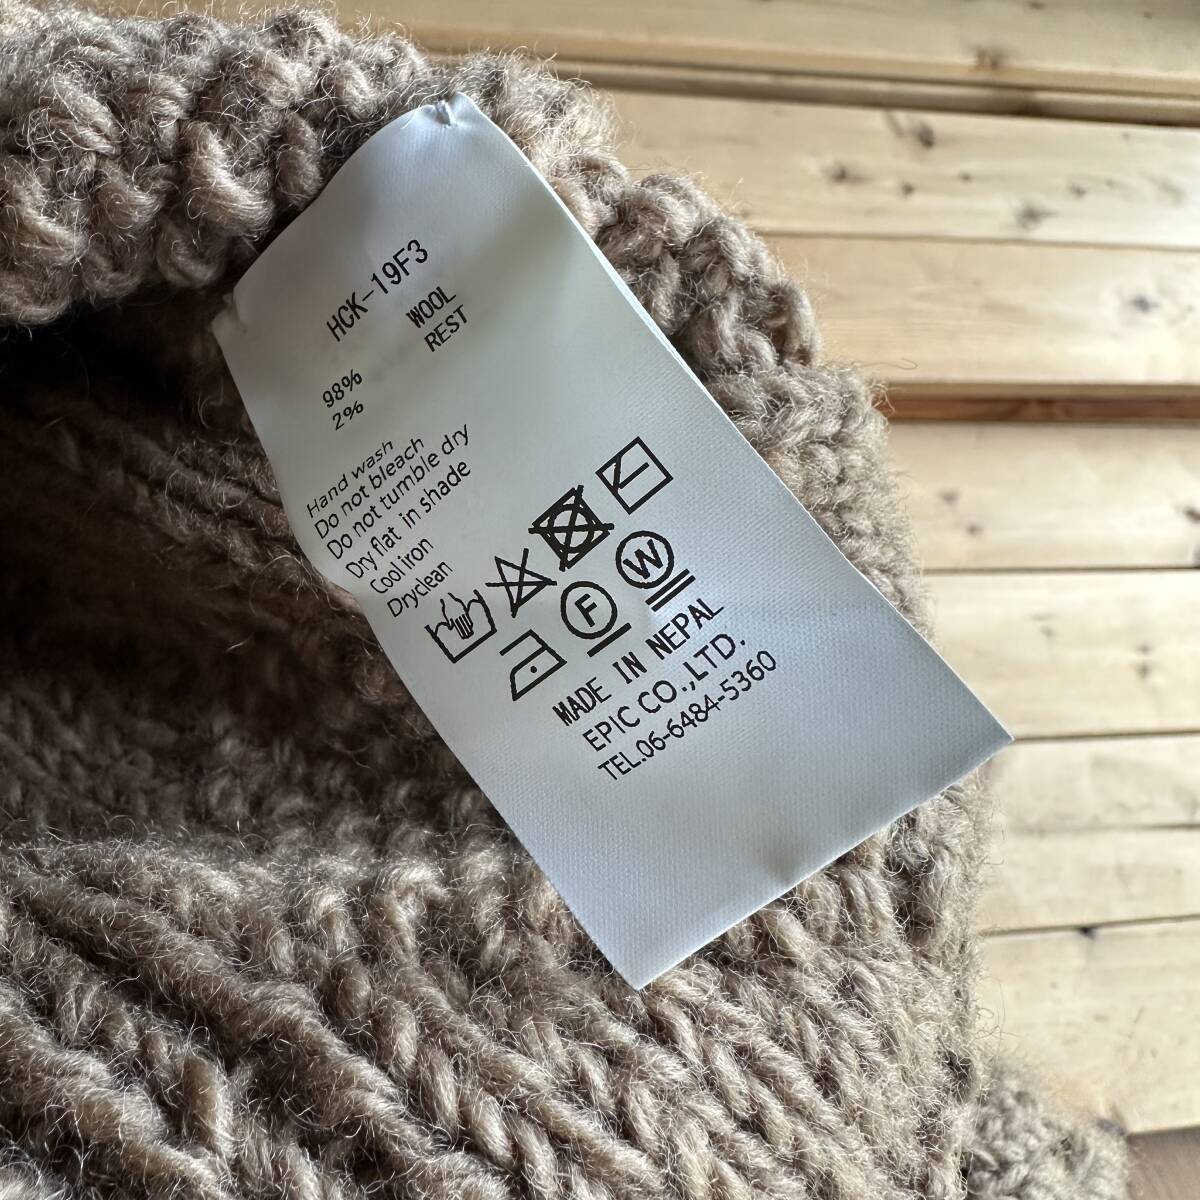 HCK-19F3
98% WOOL
2% REST
Hand wash
Do not bleach
Do not tumble dry
Dry flat in shade
Cool iron
Dryclean
F W
MADE IN NEPAL
EPIC CO.,LTD.
TEL.06-6484-5360